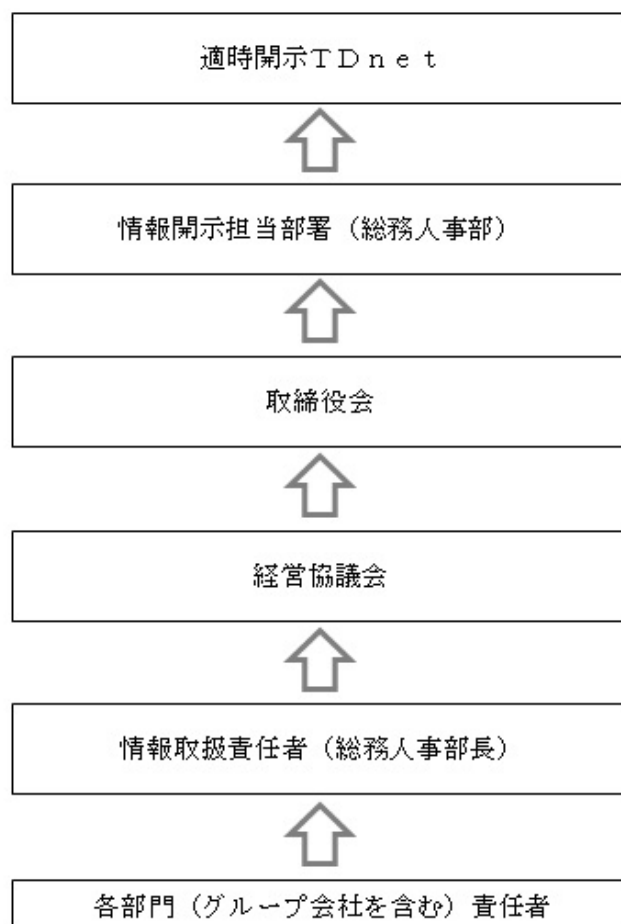 適時開示ＴＤｎｅｔ
情報開示担当部署（総務人事部）
取締役会
経営協議会
情報取扱責任者（総務人事部長）
各部門（グループ会社を含む）責任者